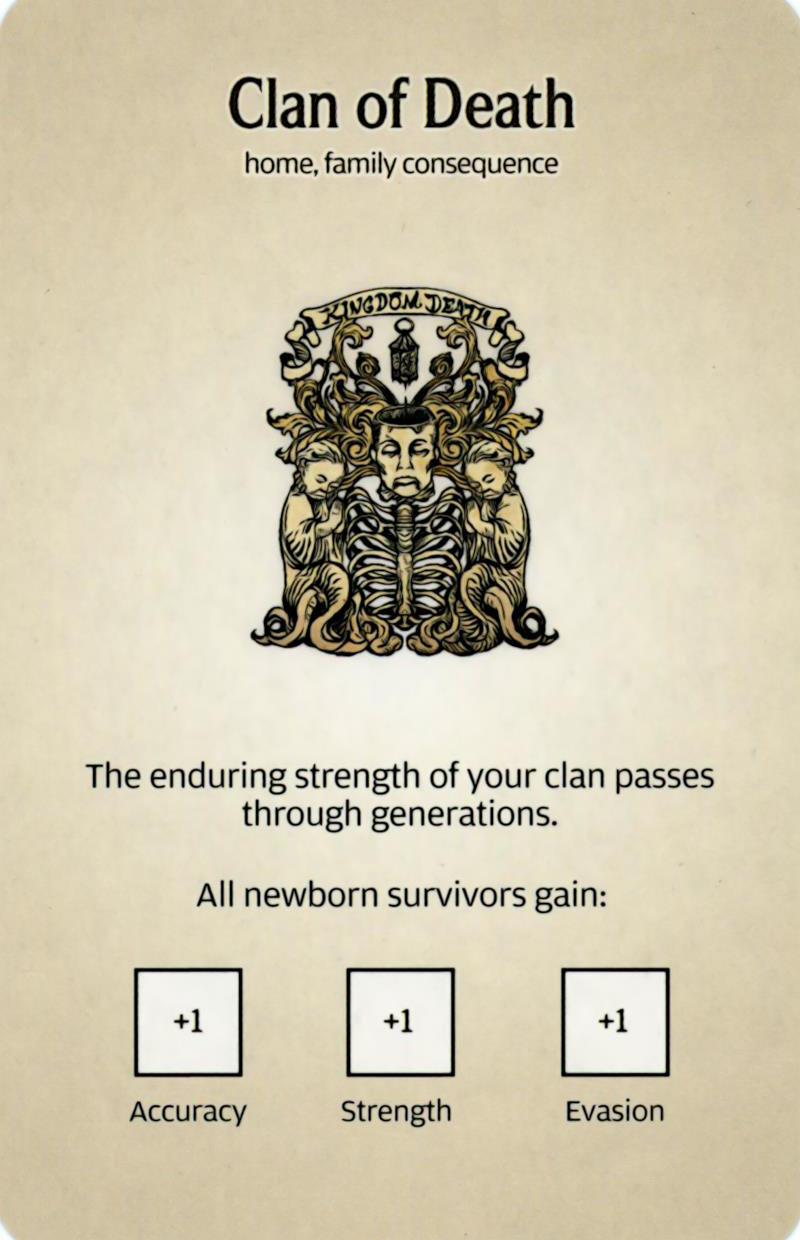 Clan of Death
home, family consequence
KINGDOM DEATH
The enduring strength of your clan passes
through generations.
All newborn survivors gain:
+1 +1 +1
Accuracy Strength Evasion